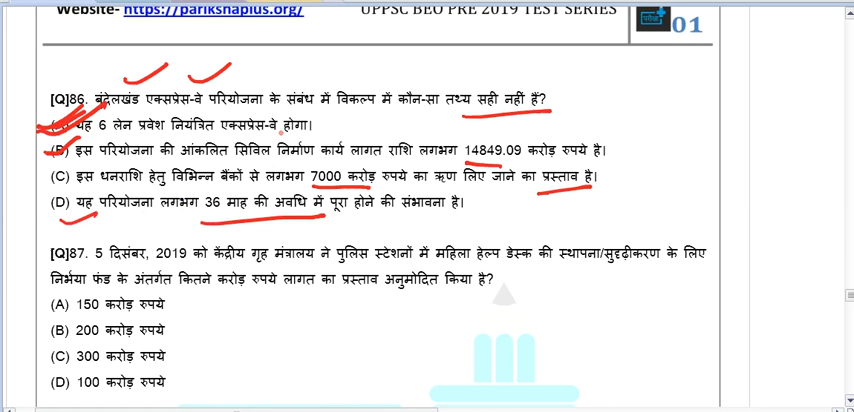 Website- https://parikshaplus.org/ UPPSC BEO PRE 2019 TEST SERIES परीक्षा 01
[Q]86. बुंदेलखंड एक्सप्रेस-वे परियोजना के संबंध में विकल्प में कौन-सा तथ्य सही नहीं हैं?
यह 6 लेन प्रवेश नियंत्रित एक्सप्रेस-वे होगा।
(B) इस परियोजना की आंकलित सिविल निर्माण कार्य लागत राशि लगभग 14849.09 करोड़ रुपये है।
(C) इस धनराशि हेतु विभिन्न बैंकों से लगभग 7000 करोड़ रुपये का ऋण लिए जाने का प्रस्ताव है।
(D) यह परियोजना लगभग 36 माह की अवधि में पूरा होने की संभावना है।
[Q]87. 5 दिसंबर, 2019 को केंद्रीय गृह मंत्रालय ने पुलिस स्टेशनों में महिला हेल्प डेस्क की स्थापना/सुदृढ़ीकरण के लिए
निर्भया फंड के अंतर्गत कितने करोड़ रुपये लागत का प्रस्ताव अनुमोदित किया है?
(A) 150 करोड़ रुपये
(B) 200 करोड़ रुपये
(C) 300 करोड़ रुपये
(D) 100 करोड़ रुपये